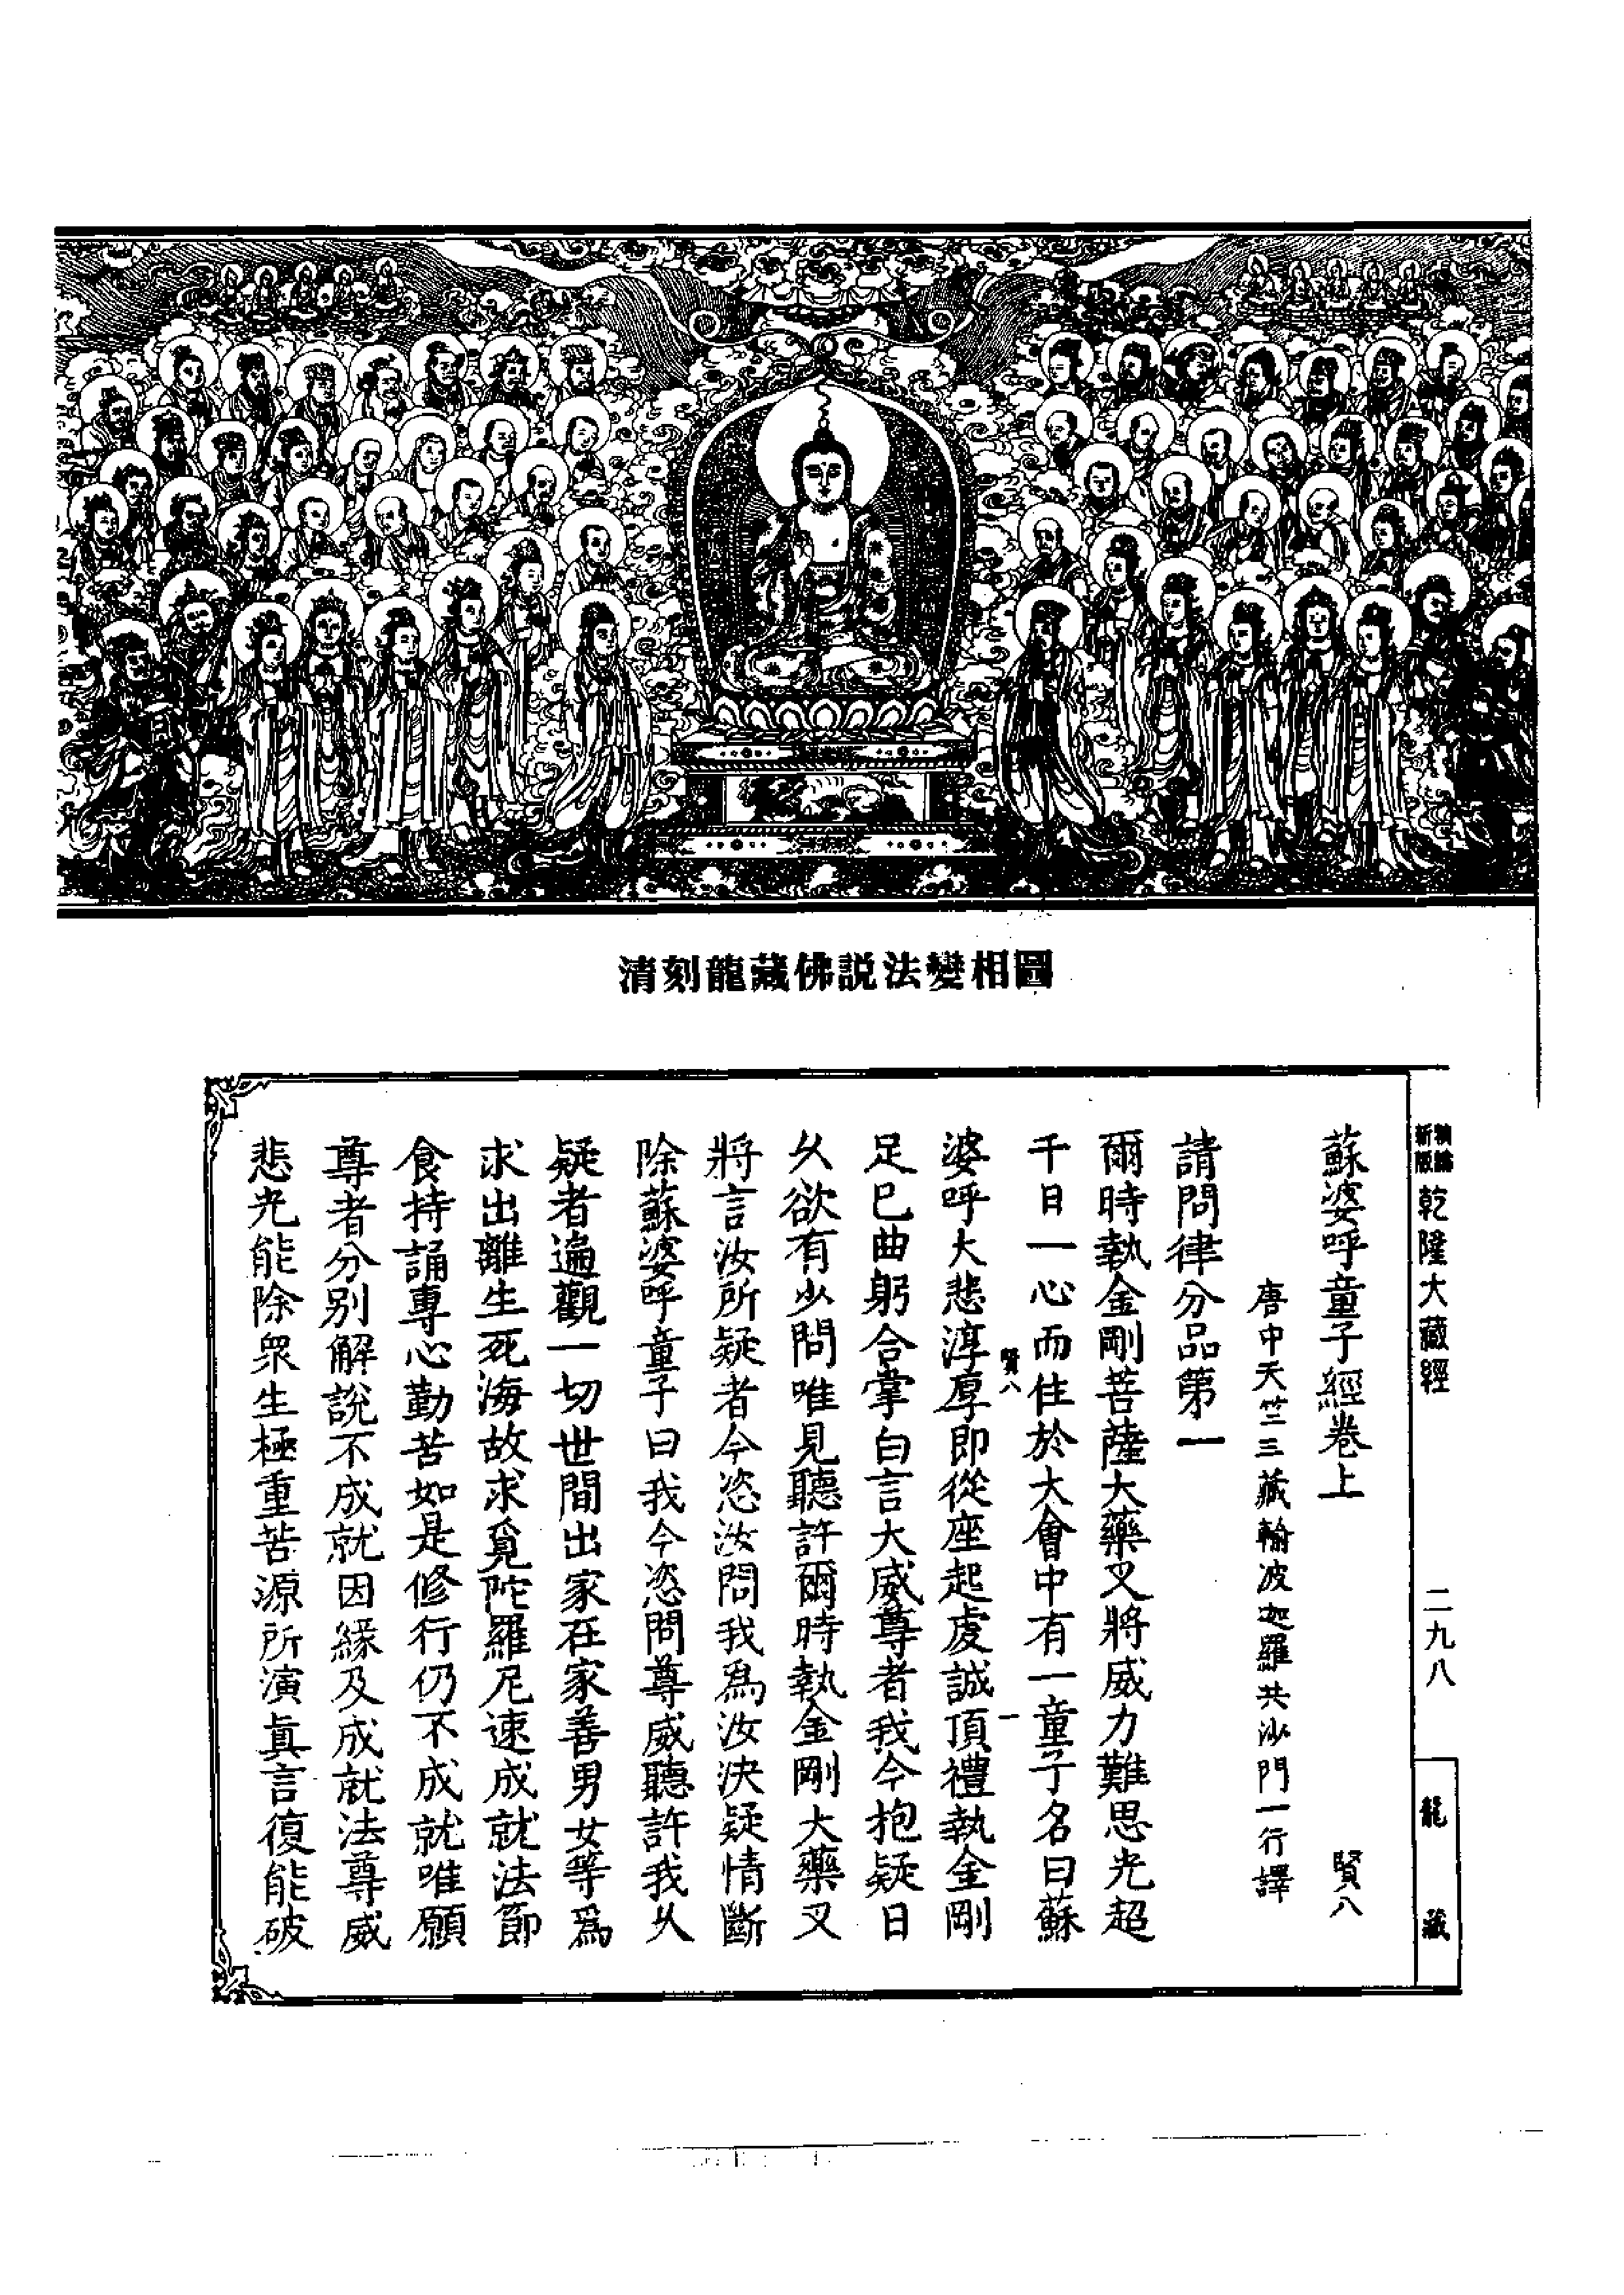 清刻龍藏佛説法變相圖
新版
乾隆大藏經
二九八
龍藏
蘇婆呼童子經卷上
賢八
唐中天竺三藏輸波迦羅共沙門一行譯
請問律分品第一
爾時執金剛菩薩大藥叉將威力難思光超
千日一心而住於大會中有一童子名曰蘇
賢八
一
婆呼大悲淳厚即從座起虔誠頂禮執金剛
足已曲躬合掌白言大威尊者我今抱疑日
久欲有少問唯見聽許爾時執金剛大藥叉
將言汝所疑者今恣汝問我爲汝決疑情斷
除蘇婆呼童子曰我今恣問尊威聽許我久
疑者遍觀一切世間出家在家善男女等爲
求出離生死海故求覓陀羅尼速成就法節
食持誦專心勤苦如是修行仍不成就唯願
尊者分別解說不成就因緣及成就法尊威
悲光能除衆生極重苦源所演真言復能破